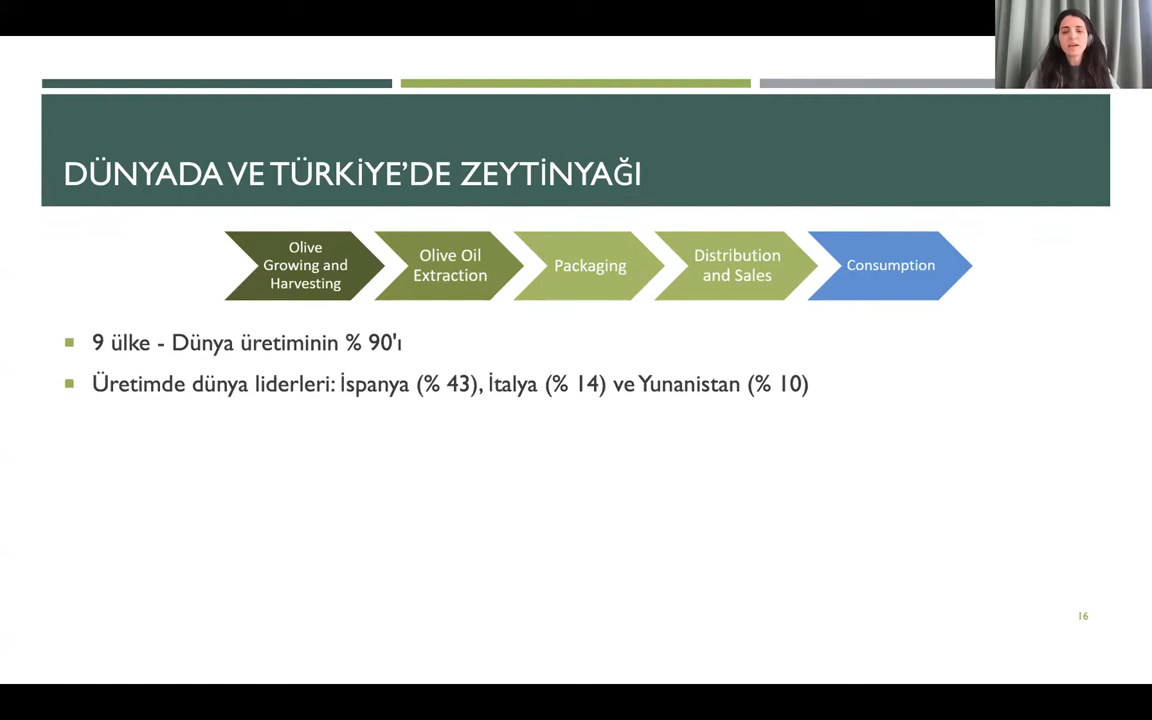 DÜNYADA VE TÜRKİYE’DE ZEYTİNYAĞI
Olive
Growing and
Harvesting
Olive Oil
Extraction
Packaging
Distribution
and Sales
Consumption
9 ülke - Dünya üretiminin % 90'ı
Üretimde dünya liderleri: İspanya (% 43), İtalya (% 14) ve Yunanistan (% 10)
16